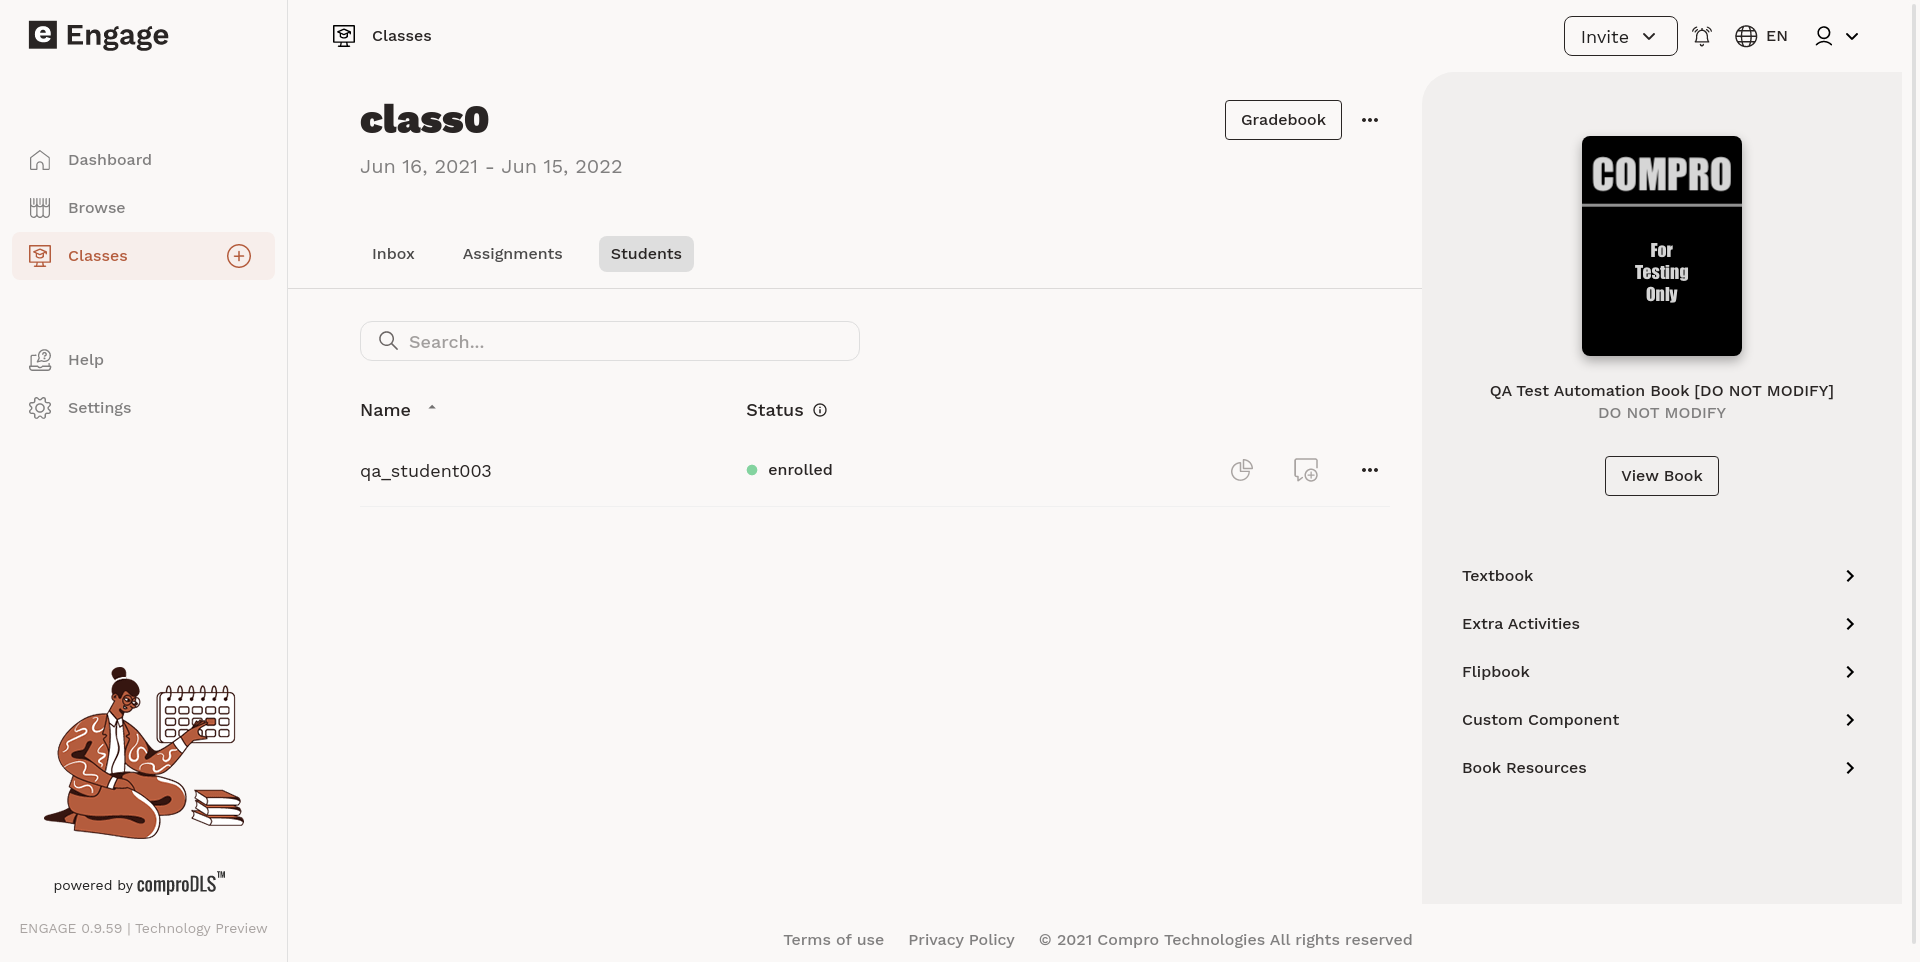 e Engage
Dashboard
Browse
Classes
Help
Settings
powered by comproDLS™
ENGAGE 0.9.59 | Technology Preview
Classes
Invite
EN
class0
Jun 16, 2021 - Jun 15, 2022
Gradebook
Inbox
Assignments
Students
Search...
Name
Status
qa_student003
enrolled
COMPRO
For
Testing
Only
QA Test Automation Book [DO NOT MODIFY]
DO NOT MODIFY
View Book
Textbook
Extra Activities
Flipbook
Custom Component
Book Resources
Terms of use
Privacy Policy
© 2021 Compro Technologies All rights reserved